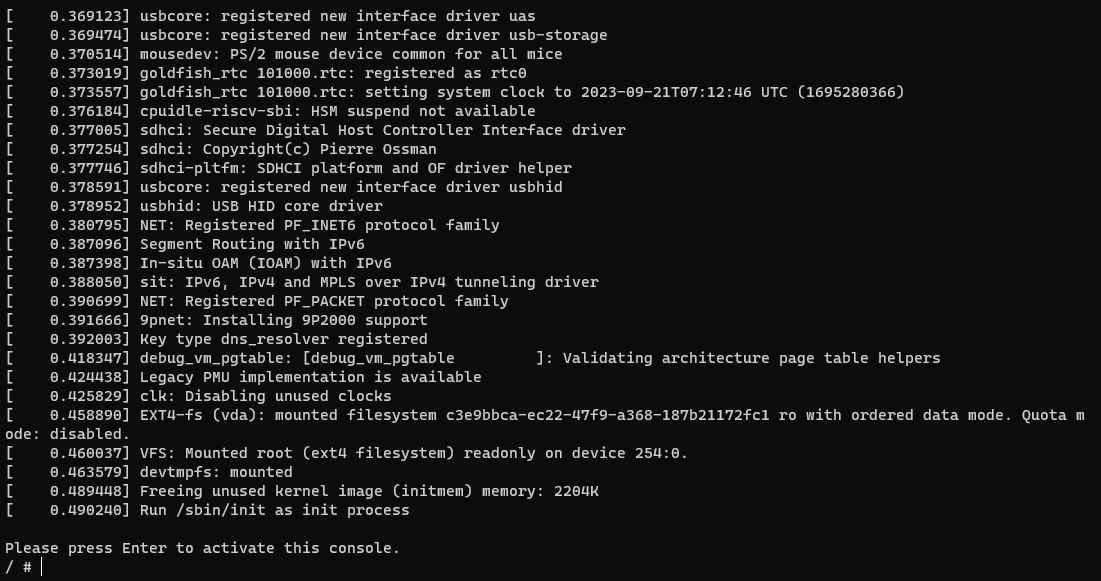 [    0.369123] usbcore: registered new interface driver uas
[    0.369474] usbcore: registered new interface driver usb-storage
[    0.370514] mousedev: PS/2 mouse device common for all mice
[    0.373019] goldfish_rtc 101000.rtc: registered as rtc0
[    0.373557] goldfish_rtc 101000.rtc: setting system clock to 2023-09-21T07:12:46 UTC (1695280366)
[    0.376184] cpuidle-riscv-sbi: HSM suspend not available
[    0.377005] sdhci: Secure Digital Host Controller Interface driver
[    0.377254] sdhci: Copyright(c) Pierre Ossman
[    0.377746] sdhci-pltfm: SDHCI platform and OF driver helper
[    0.378591] usbcore: registered new interface driver usbhid
[    0.378952] usbhid: USB HID core driver
[    0.380795] NET: Registered PF_INET6 protocol family
[    0.387096] Segment Routing with IPv6
[    0.387398] In-situ OAM (IOAM) with IPv6
[    0.388050] sit: IPv6, IPv4 and MPLS over IPv4 tunneling driver
[    0.390699] NET: Registered PF_PACKET protocol family
[    0.391666] 9pnet: Installing 9P2000 support
[    0.392003] Key type dns_resolver registered
[    0.418347] debug_vm_pgtable: [debug_vm_pgtable         ]: Validating architecture page table helpers
[    0.424438] Legacy PMU implementation is available
[    0.425829] clk: Disabling unused clocks
[    0.458890] EXT4-fs (vda): mounted filesystem c3e9bbca-ec22-47f9-a368-187b21172fc1 ro with ordered data mode. Quota m
ode: disabled.
[    0.460037] VFS: Mounted root (ext4 filesystem) readonly on device 254:0.
[    0.463579] devtmpfs: mounted
[    0.489448] Freeing unused kernel image (initmem) memory: 2204K
[    0.490240] Run /sbin/init as init process

Please press Enter to activate this console.
/ #